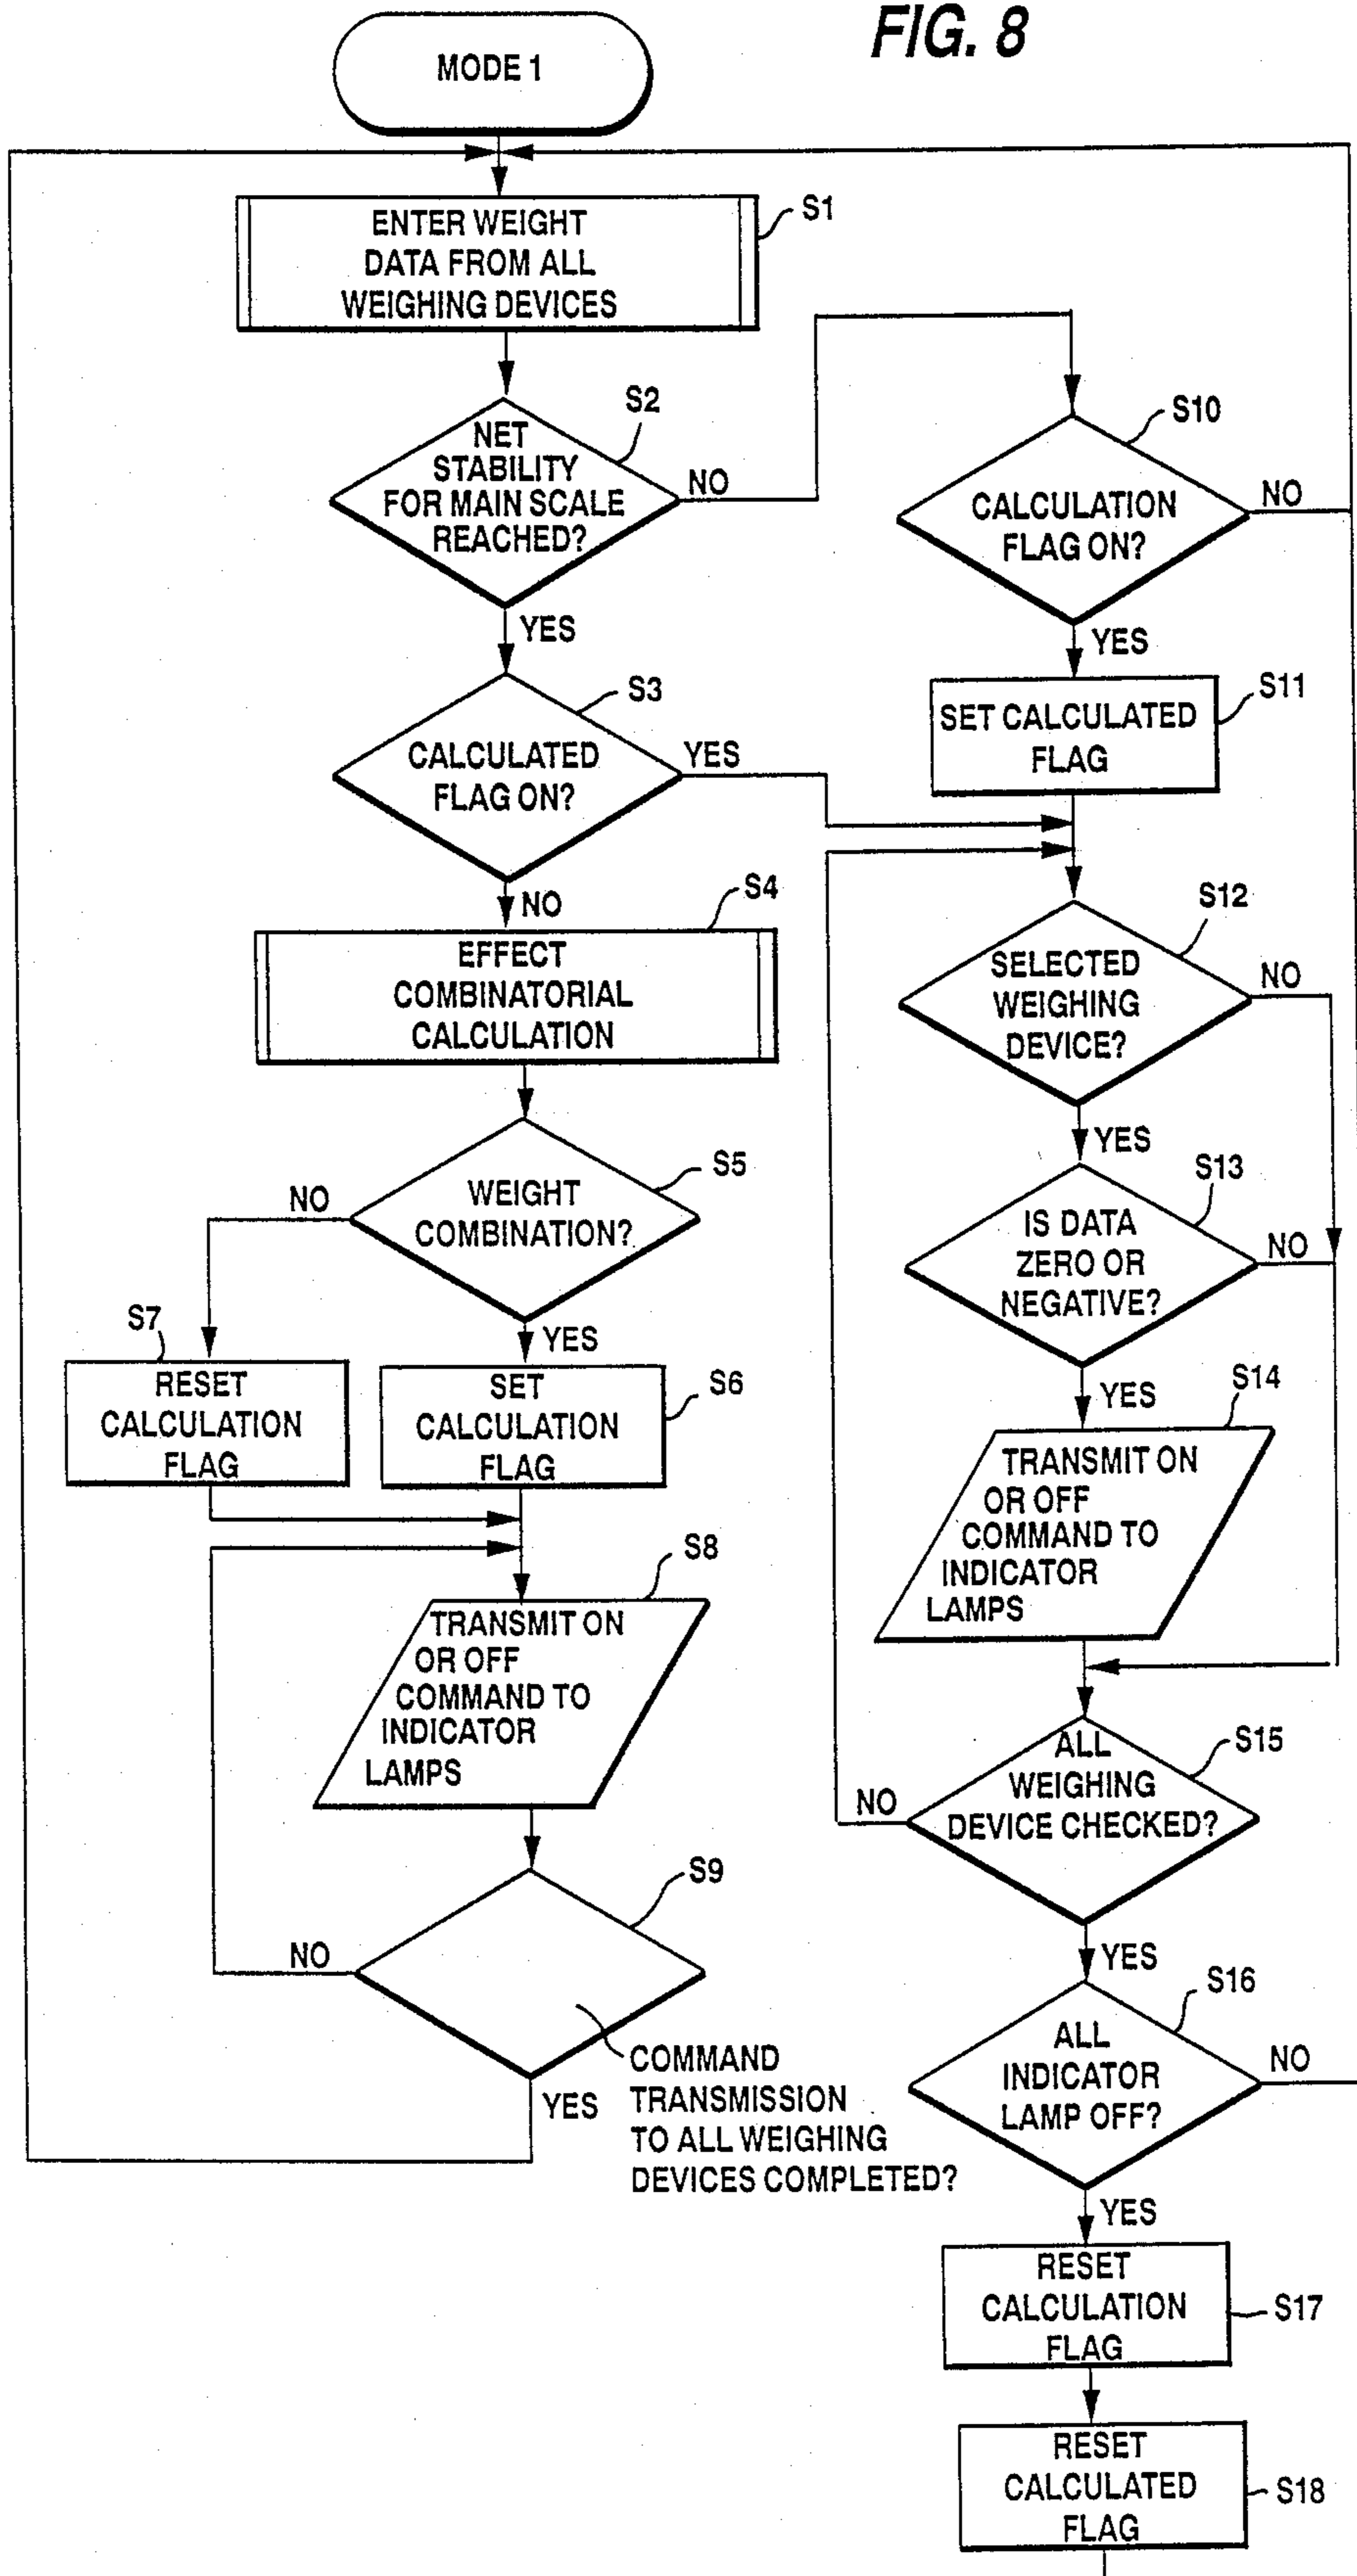 FIG. 8
MODE 1
ENTER WEIGHT
DATA FROM ALL
WEIGHING DEVICES
S1
NET
STABILITY
FOR MAIN SCALE
REACHED?
S2
NO
YES
CALCULATED
FLAG ON?
S3
YES
NO
EFFECT
COMBINATORIAL
CALCULATION
S4
WEIGHT
COMBINATION?
S5
NO
YES
S7
RESET
CALCULATION
FLAG
SET
CALCULATION
FLAG
S6
TRANSMIT ON
OR OFF
COMMAND TO
INDICATOR
LAMPS
S8
S9
NO
YES
COMMAND
TRANSMISSION
TO ALL WEIGHING
DEVICES COMPLETED?
CALCULATION
FLAG ON?
S10
NO
YES
SET CALCULATED
FLAG
S11
SELECTED
WEIGHING
DEVICE?
S12
NO
YES
IS DATA
ZERO OR
NEGATIVE?
S13
NO
YES
TRANSMIT ON
OR OFF
COMMAND TO
INDICATOR
LAMPS
S14
ALL
WEIGHING
DEVICE CHECKED?
S15
NO
YES
ALL
INDICATOR
LAMP OFF?
S16
NO
YES
RESET
CALCULATION
FLAG
S17
RESET
CALCULATED
FLAG
S18